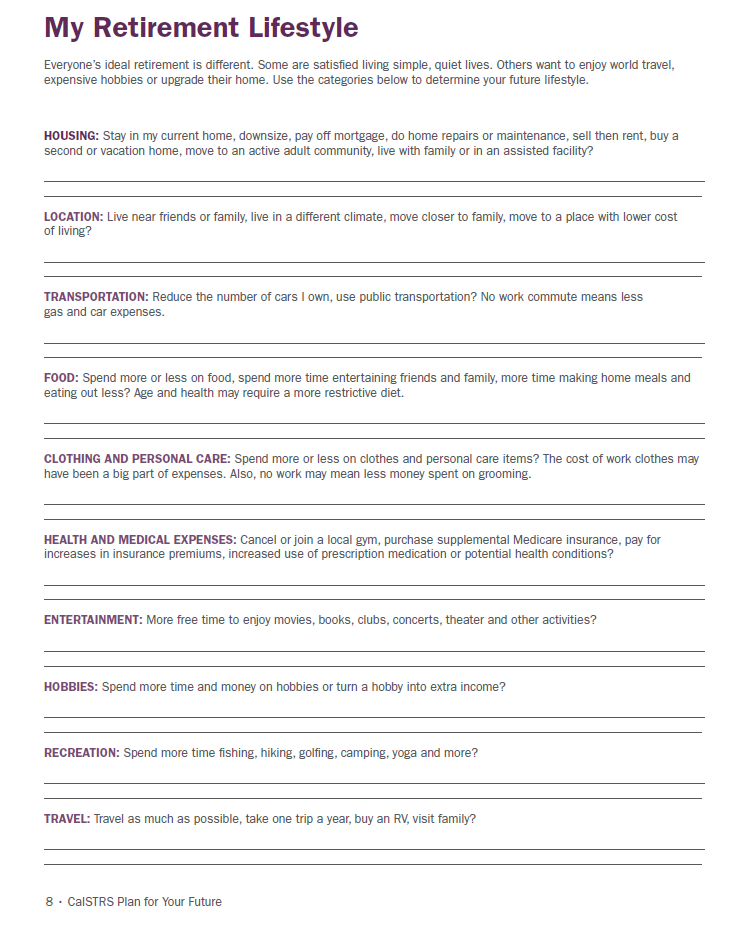 My Retirement Lifestyle
Everyone’s ideal retirement is different. Some are satisfied living simple, quiet lives. Others want to enjoy world travel,
expensive hobbies or upgrade their home. Use the categories below to determine your future lifestyle.
HOUSING: Stay in my current home, downsize, pay off mortgage, do home repairs or maintenance, sell then rent, buy a
second or vacation home, move to an active adult community, live with family or in an assisted facility?
LOCATION: Live near friends or family, live in a different climate, move closer to family, move to a place with lower cost
of living?
TRANSPORTATION: Reduce the number of cars I own, use public transportation? No work commute means less
gas and car expenses.
FOOD: Spend more or less on food, spend more time entertaining friends and family, more time making home meals and
eating out less? Age and health may require a more restrictive diet.
CLOTHING AND PERSONAL CARE: Spend more or less on clothes and personal care items? The cost of work clothes may
have been a big part of expenses. Also, no work may mean less money spent on grooming.
HEALTH AND MEDICAL EXPENSES: Cancel or join a local gym, purchase supplemental Medicare insurance, pay for
increases in insurance premiums, increased use of prescription medication or potential health conditions?
ENTERTAINMENT: More free time to enjoy movies, books, clubs, concerts, theater and other activities?
HOBBIES: Spend more time and money on hobbies or turn a hobby into extra income?
RECREATION: Spend more time fishing, hiking, golfing, camping, yoga and more?
TRAVEL: Travel as much as possible, take one trip a year, buy an RV, visit family?
8 · CalSTRS Plan for Your Future